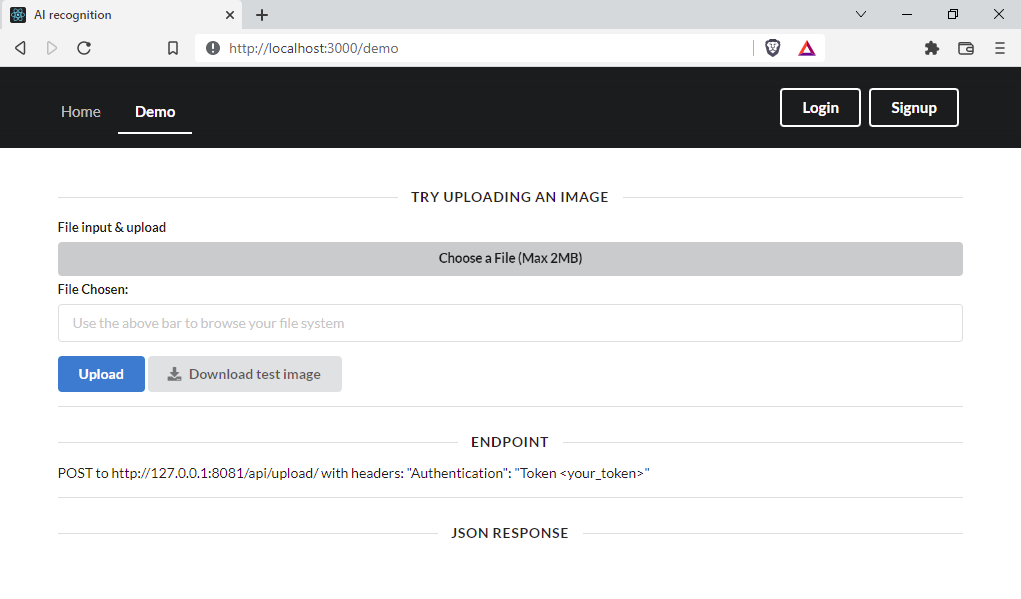 AI recognition
http://localhost:3000/demo
Home Demo Login Signup
TRY UPLOADING AN IMAGE
File input & upload
Choose a File (Max 2MB)
File Chosen:
Use the above bar to browse your file system
Upload Download test image
ENDPOINT
POST to http://127.0.0.1:8081/api/upload/ with headers: "Authentication": "Token <your_token>"
JSON RESPONSE